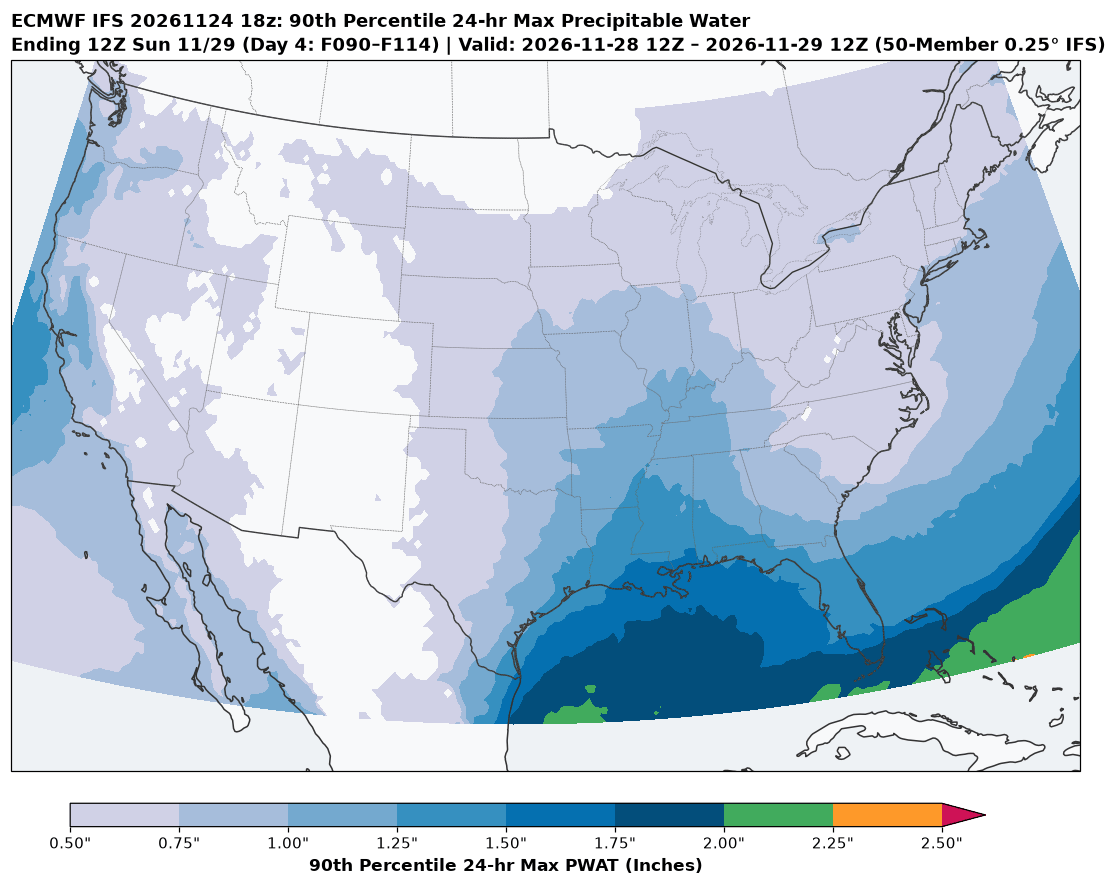 ECMWF IFS 20261124 18z: 90th Percentile 24-hr Max Precipitable Water
Ending 12Z Sun 11/29 (Day 4: F090–F114) | Valid: 2026-11-28 12Z – 2026-11-29 12Z (50-Member 0.25° IFS)
0.50" 0.75" 1.00" 1.25" 1.50" 1.75" 2.00" 2.25" 2.50"
90th Percentile 24-hr Max PWAT (Inches)